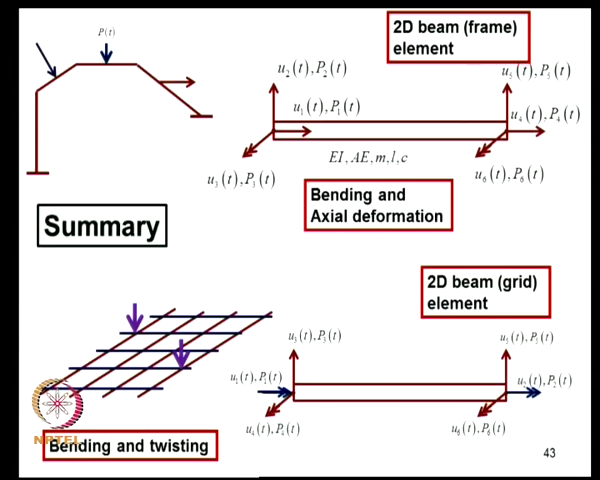 P(t)
2D beam (frame)
element
u₂(t), P₂(t)
u₅(t), P₅(t)
u₁(t), P₁(t)
u₄(t), P₄(t)
EI, AE, m, l, c
u₃(t), P₃(t)
u₆(t), P₆(t)
Bending and
Axial deformation
Summary
2D beam (grid)
element
u₃(t), P₃(t)
u₅(t), P₅(t)
u₁(t), P₁(t)
u₂(t), P₂(t)
u₄(t), P₄(t)
u₆(t), P₆(t)
NPTEL
Bending and twisting
43